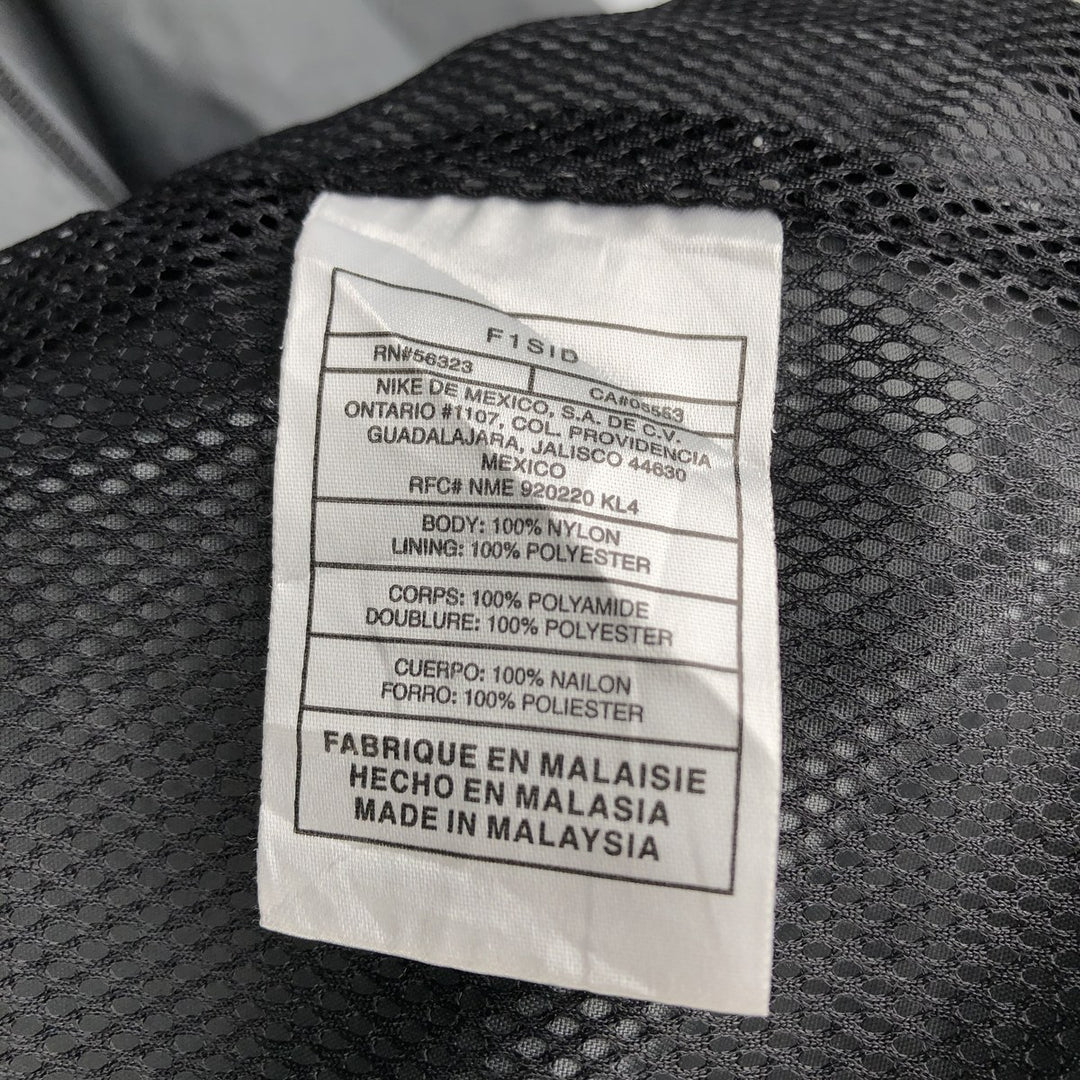 F1SID
RN#56323 CA#05553
NIKE DE MEXICO, S.A. DE C.V.
ONTARIO #1107, COL. PROVIDENCIA
GUADALAJARA, JALISCO 44630
MEXICO
RFC# NME 920220 KL4
BODY: 100% NYLON
LINING: 100% POLYESTER
CORPS: 100% POLYAMIDE
DOUBLURE: 100% POLYESTER
CUERPO: 100% NAILON
FORRO: 100% POLIESTER
FABRIQUE EN MALAISIE
HECHO EN MALASIA
MADE IN MALAYSIA